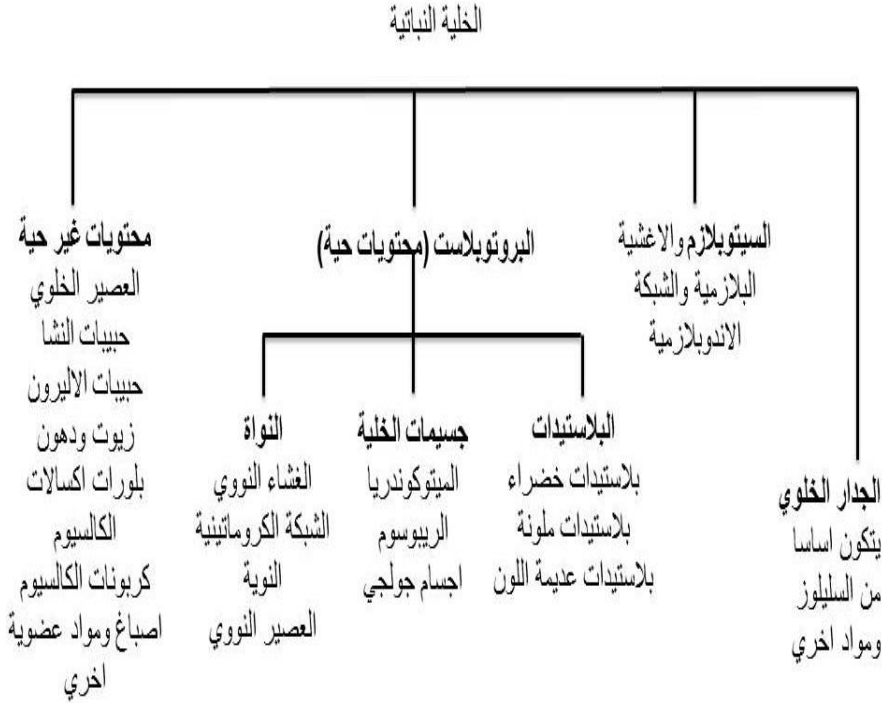 الخلية النباتية
الجدار الخلوي
يتكون اساسا
من السليلوز
ومواد اخري
السيتوبلازم والاغشية
البلازمية والشبكة
الاندوبلازمية
البروتوبلاست (محتويات حية)
البلاستيدات
بلاستيدات خضراء
بلاستيدات ملونة
بلاستيدات عديمة اللون
جسيمات الخلية
الميتوكوندريا
الريبوسوم
اجسام جولجي
النواة
الغشاء النووي
الشبكة الكروماتينية
النوية
العصير النووي
محتويات غير حية
العصير الخلوي
حبيبات النشا
حبيبات الاليرون
زيوت ودهون
بلورات اكسالات
الكالسيوم
كربونات الكالسيوم
اصباغ ومواد عضوية
اخري